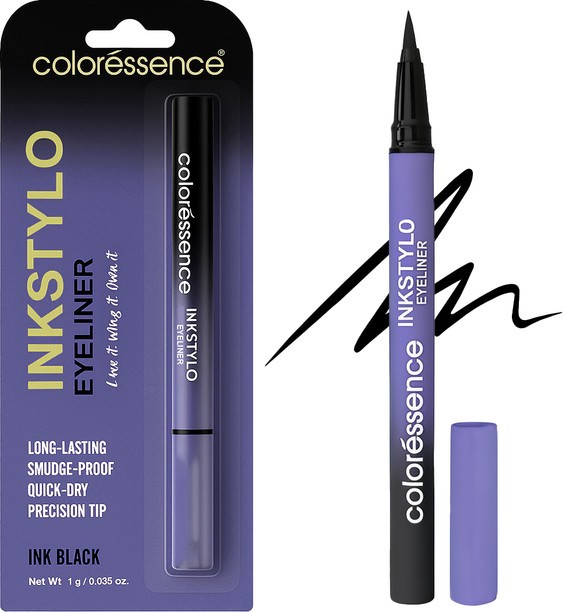 coloréssence®
INKSTYLO
EYELINER
Line it. Wing it. Own it
LONG-LASTING
SMUDGE-PROOF
QUICK-DRY
PRECISION TIP
INK BLACK
Net Wt 1 g / 0.035 oz.
coloréssence
INKSTYLO
EYELINER
coloréssence
INKSTYLO
EYELINER